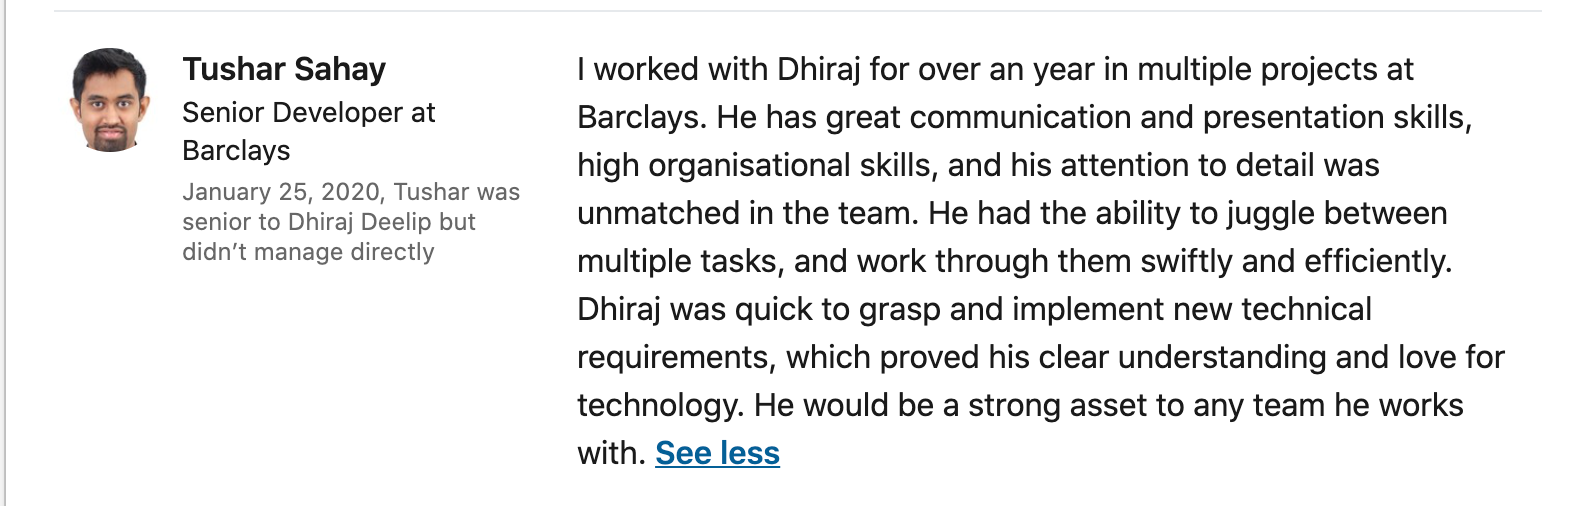 Tushar Sahay
Senior Developer at
Barclays
January 25, 2020, Tushar was
senior to Dhiraj Deelip but
didn’t manage directly
I worked with Dhiraj for over an year in multiple projects at
Barclays. He has great communication and presentation skills,
high organisational skills, and his attention to detail was
unmatched in the team. He had the ability to juggle between
multiple tasks, and work through them swiftly and efficiently.
Dhiraj was quick to grasp and implement new technical
requirements, which proved his clear understanding and love for
technology. He would be a strong asset to any team he works
with. See less